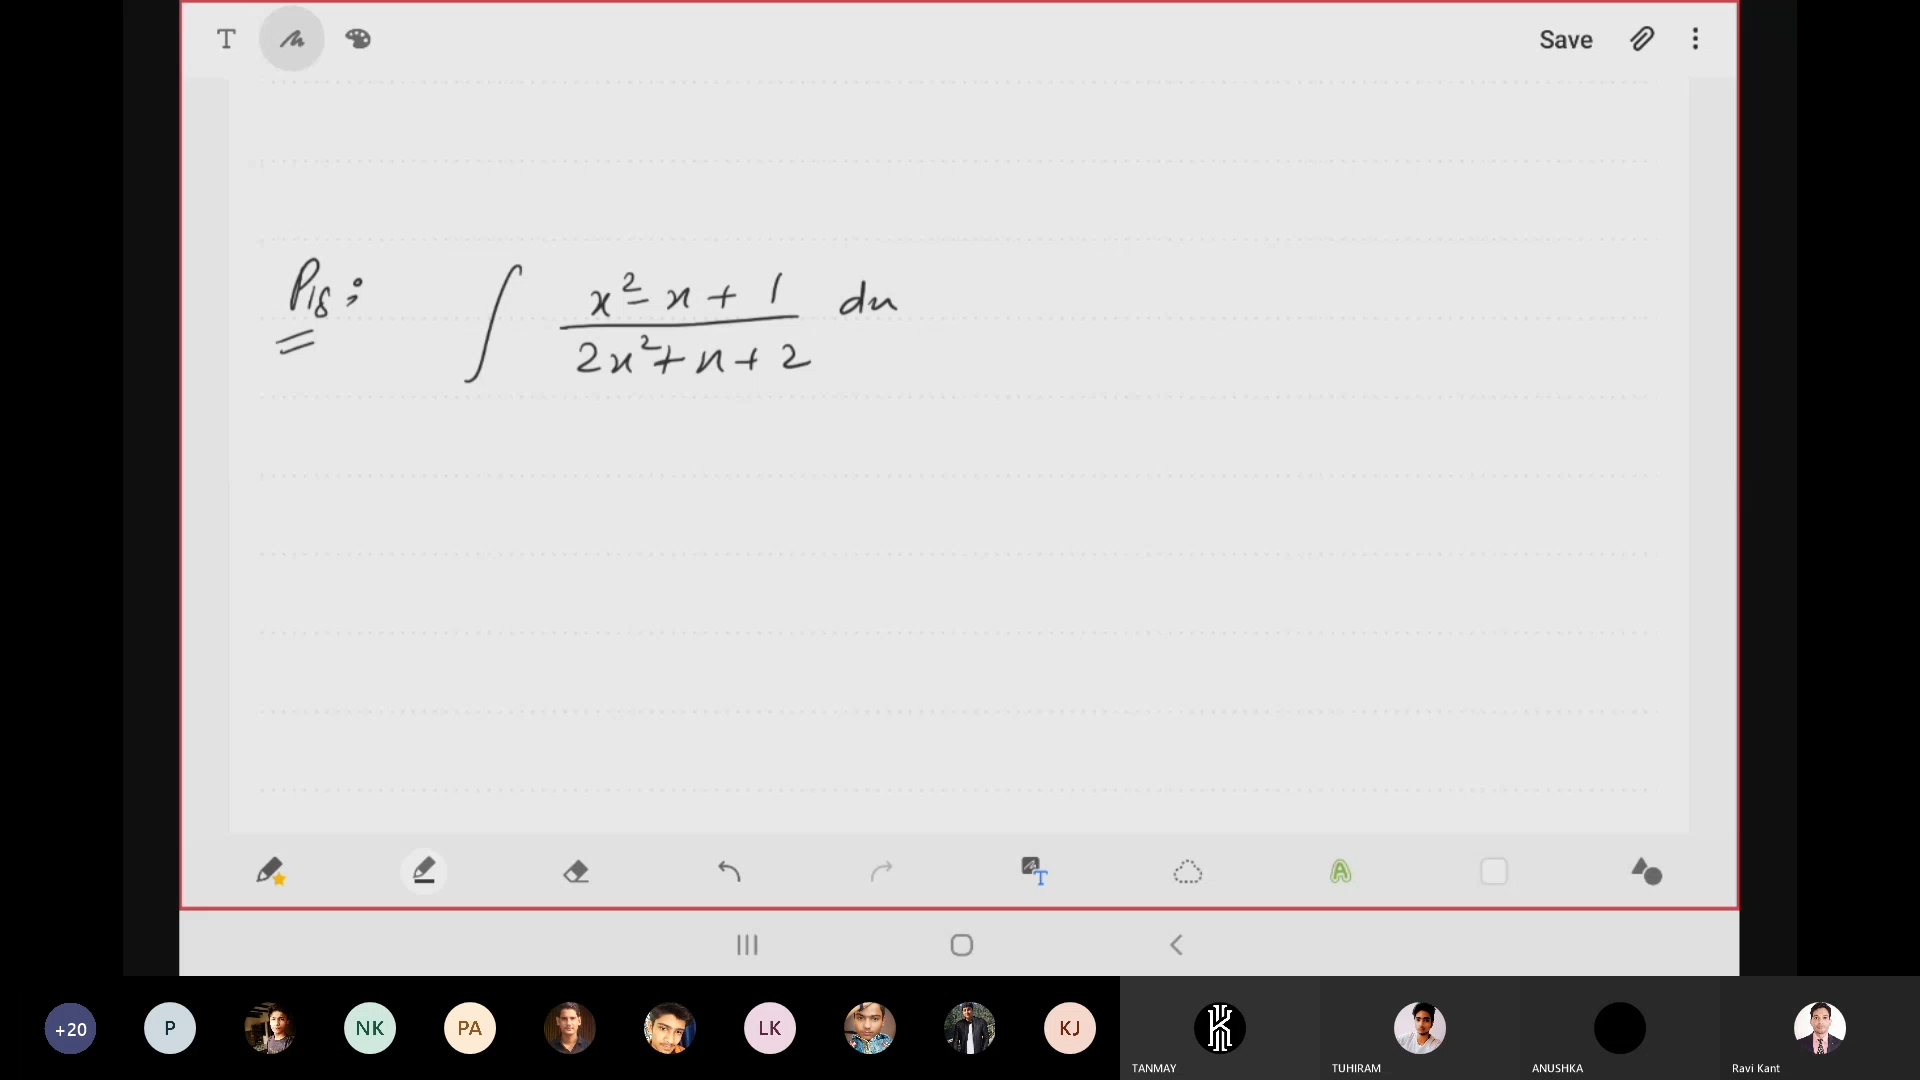 T Save
P18: ∫ (x² - x + 1)/(2x² + x + 2) dx
T A
+20 P NK PA LK KJ
TANMAY TUHIRAM ANUSHKA Ravi Kant